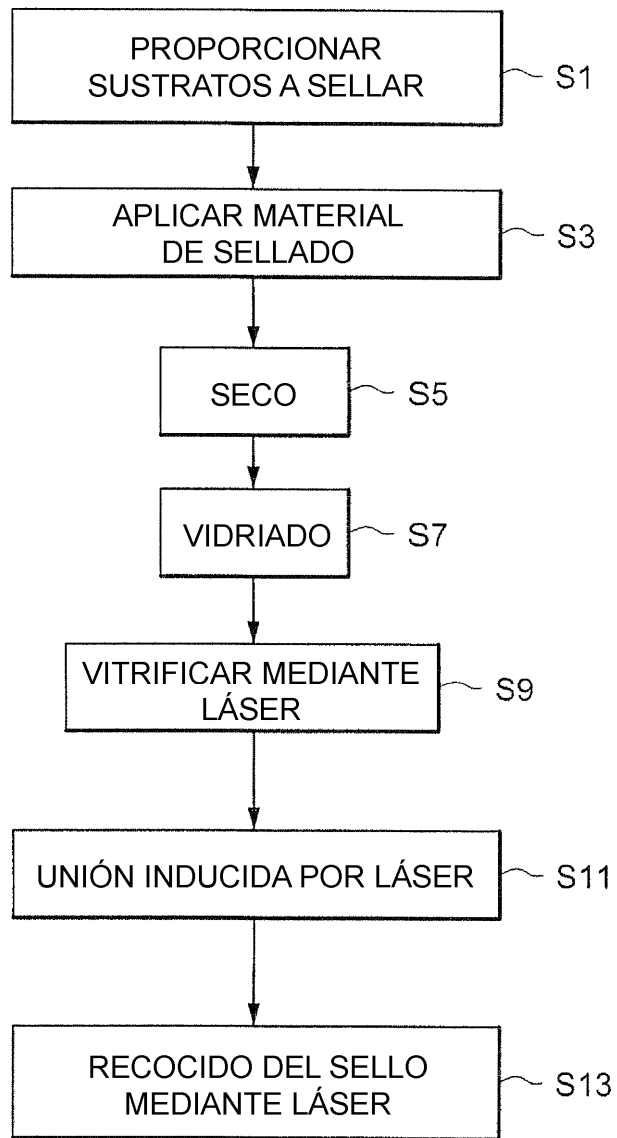 PROPORCIONAR
SUSTRATOS A SELLAR
S1
APLICAR MATERIAL
DE SELLADO
S3
SECO
S5
VIDRIADO
S7
VITRIFICAR MEDIANTE
LÁSER
S9
UNIÓN INDUCIDA POR LÁSER
S11
RECOCIDO DEL SELLO
MEDIANTE LÁSER
S13